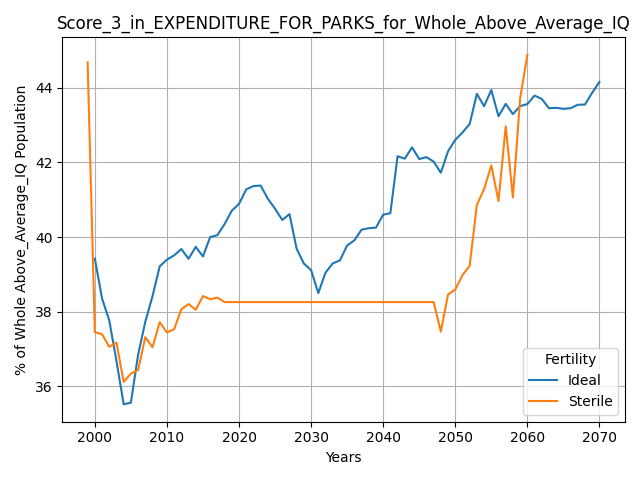 Score_3_in_EXPENDITURE_FOR_PARKS_for_Whole_Above_Average_IQ
% of Whole Above_Average_IQ Population
44
42
40
38
36
2000 2010 2020 2030 2040 2050 2060 2070
Years
Fertility
Ideal
Sterile